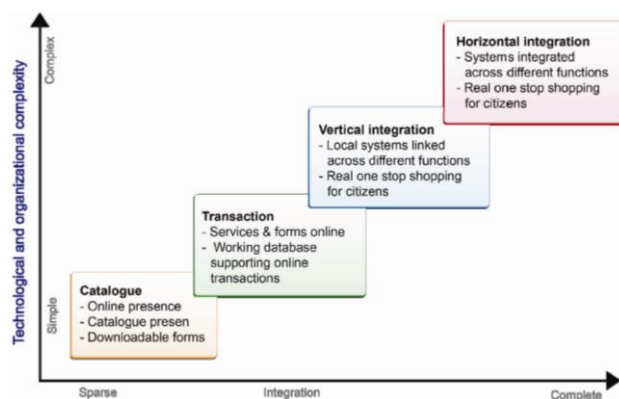 Technological and organizational complexity
Complex
Simple
Horizontal integration
- Systems integrated
across different functions
- Real one stop shopping
for citizens
Vertical integration
- Local systems linked
across different functions
- Real one stop shopping
for citizens
Transaction
- Services & forms online
- Working database
supporting online
transactions
Catalogue
- Online presence
- Catalogue presen
- Downloadable forms
Sparse
Integration
Complete